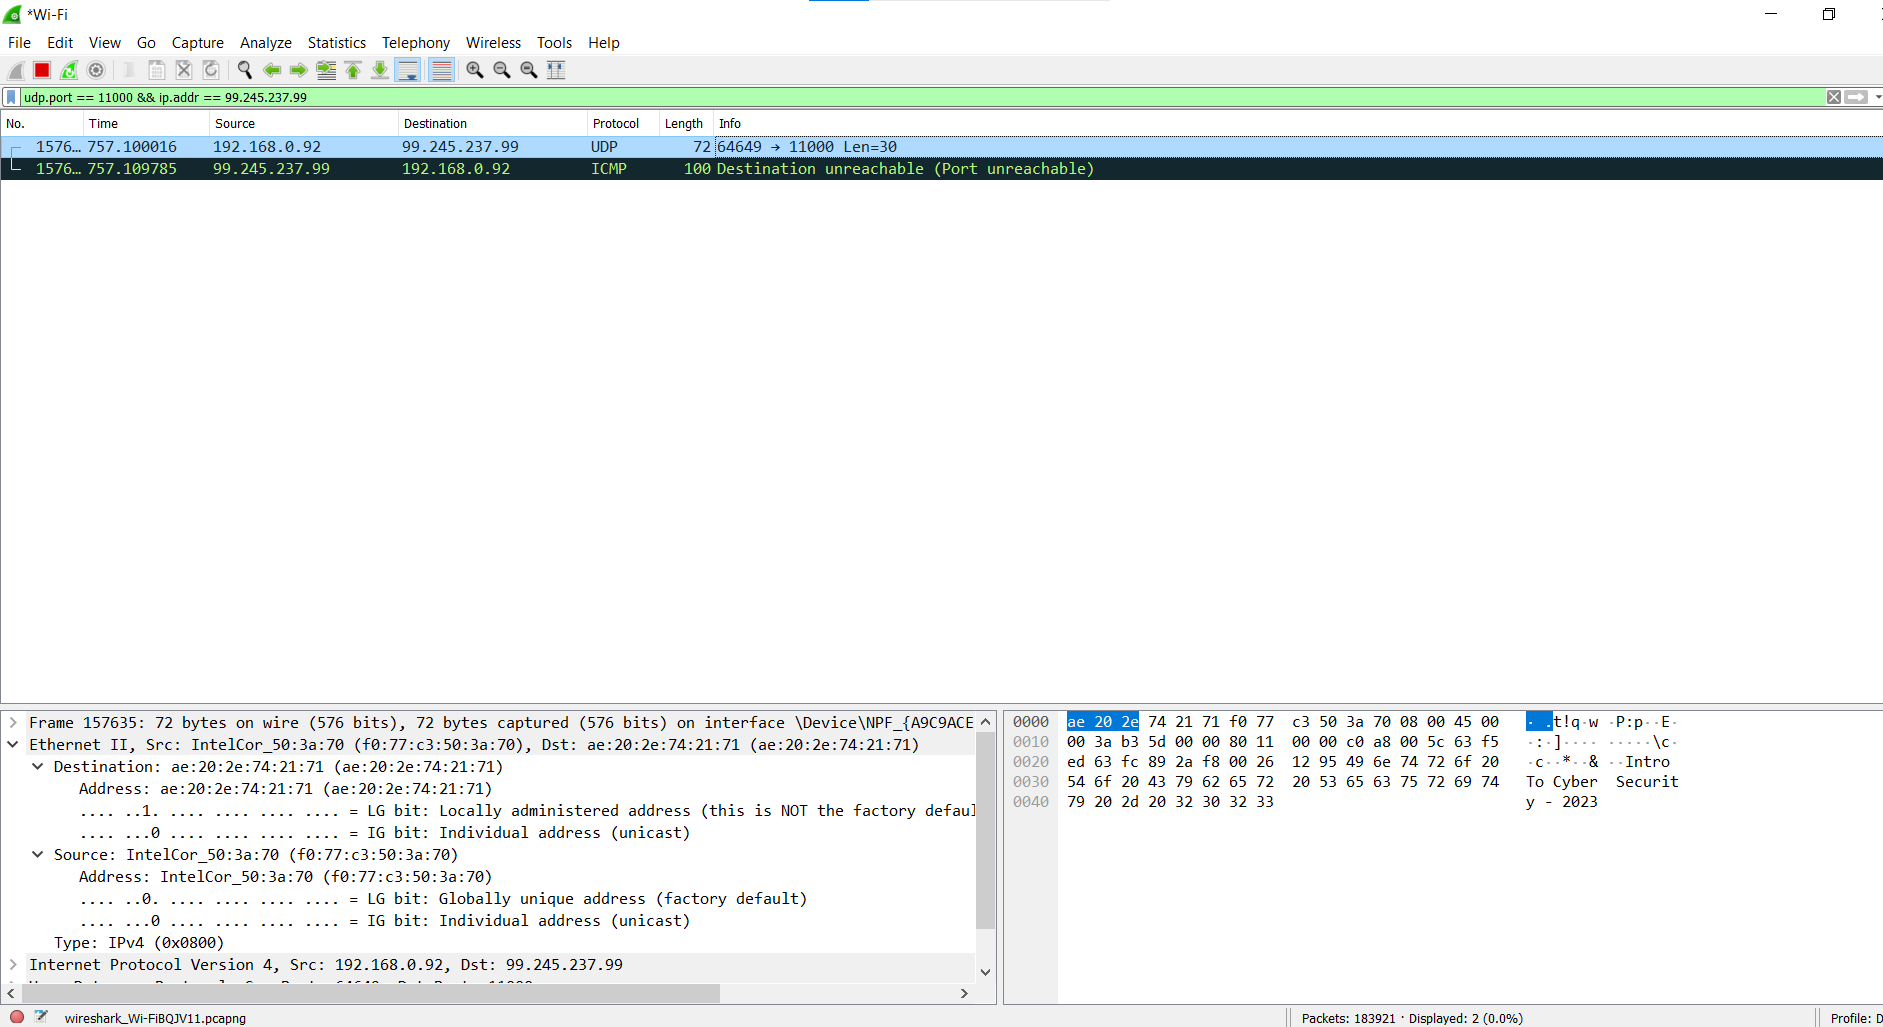 *Wi-Fi
File Edit View Go Capture Analyze Statistics Telephony Wireless Tools Help
udp.port == 11000 && ip.addr == 99.245.237.99
No. Time Source Destination Protocol Length Info
1576… 757.100016 192.168.0.92 99.245.237.99 UDP 72 64649 → 11000 Len=30
1576… 757.109785 99.245.237.99 192.168.0.92 ICMP 100 Destination unreachable (Port unreachable)
Frame 157635: 72 bytes on wire (576 bits), 72 bytes captured (576 bits) on interface \Device\NPF_{A9C9ACE
Ethernet II, Src: IntelCor_50:3a:70 (f0:77:c3:50:3a:70), Dst: ae:20:2e:74:21:71 (ae:20:2e:74:21:71)
Destination: ae:20:2e:74:21:71 (ae:20:2e:74:21:71)
Address: ae:20:2e:74:21:71 (ae:20:2e:74:21:71)
.... ..1. .... .... .... .... = LG bit: Locally administered address (this is NOT the factory defaul
.... ...0 .... .... .... .... = IG bit: Individual address (unicast)
Source: IntelCor_50:3a:70 (f0:77:c3:50:3a:70)
Address: IntelCor_50:3a:70 (f0:77:c3:50:3a:70)
.... ..0. .... .... .... .... = LG bit: Globally unique address (factory default)
.... ...0 .... .... .... .... = IG bit: Individual address (unicast)
Type: IPv4 (0x0800)
Internet Protocol Version 4, Src: 192.168.0.92, Dst: 99.245.237.99
0000 ae 20 2e 74 21 71 f0 77 c3 50 3a 70 08 00 45 00 · .t!q·w ·P:p··E·
0010 00 3a b3 5d 00 00 80 11 00 00 c0 a8 00 5c 63 f5 ·:·]···· ·····\c·
0020 ed 63 fc 89 2a f8 00 26 12 95 49 6e 74 72 6f 20 ·c··*··& ··Intro
0030 54 6f 20 43 79 62 65 72 20 53 65 63 75 72 69 74 To Cyber Securit
0040 79 20 2d 20 32 30 32 33 y - 2023
wireshark_Wi-FiBQJV11.pcapng
Packets: 183921 · Displayed: 2 (0.0%)
Profile: D